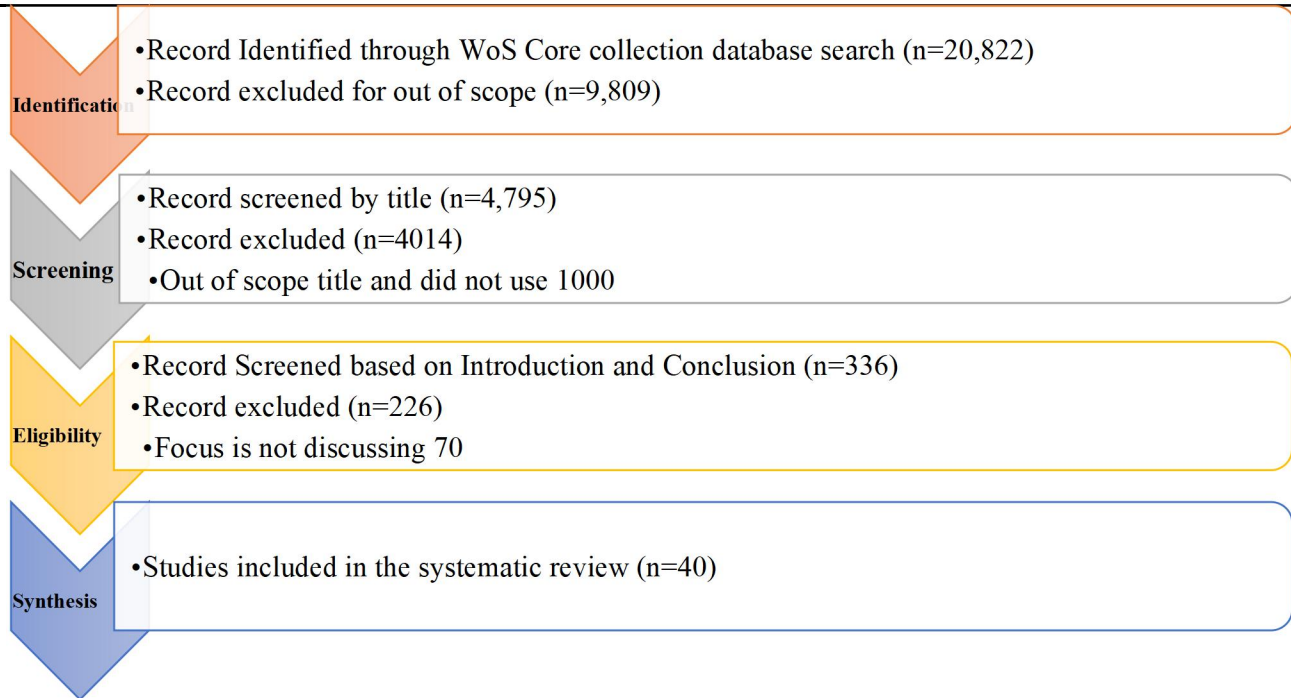 Identification
•Record Identified through WoS Core collection database search (n=20,822)
•Record excluded for out of scope (n=9,809)
Screening
•Record screened by title (n=4,795)
•Record excluded (n=4014)
•Out of scope title and did not use 1000
Eligibility
•Record Screened based on Introduction and Conclusion (n=336)
•Record excluded (n=226)
•Focus is not discussing 70
Synthesis
•Studies included in the systematic review (n=40)